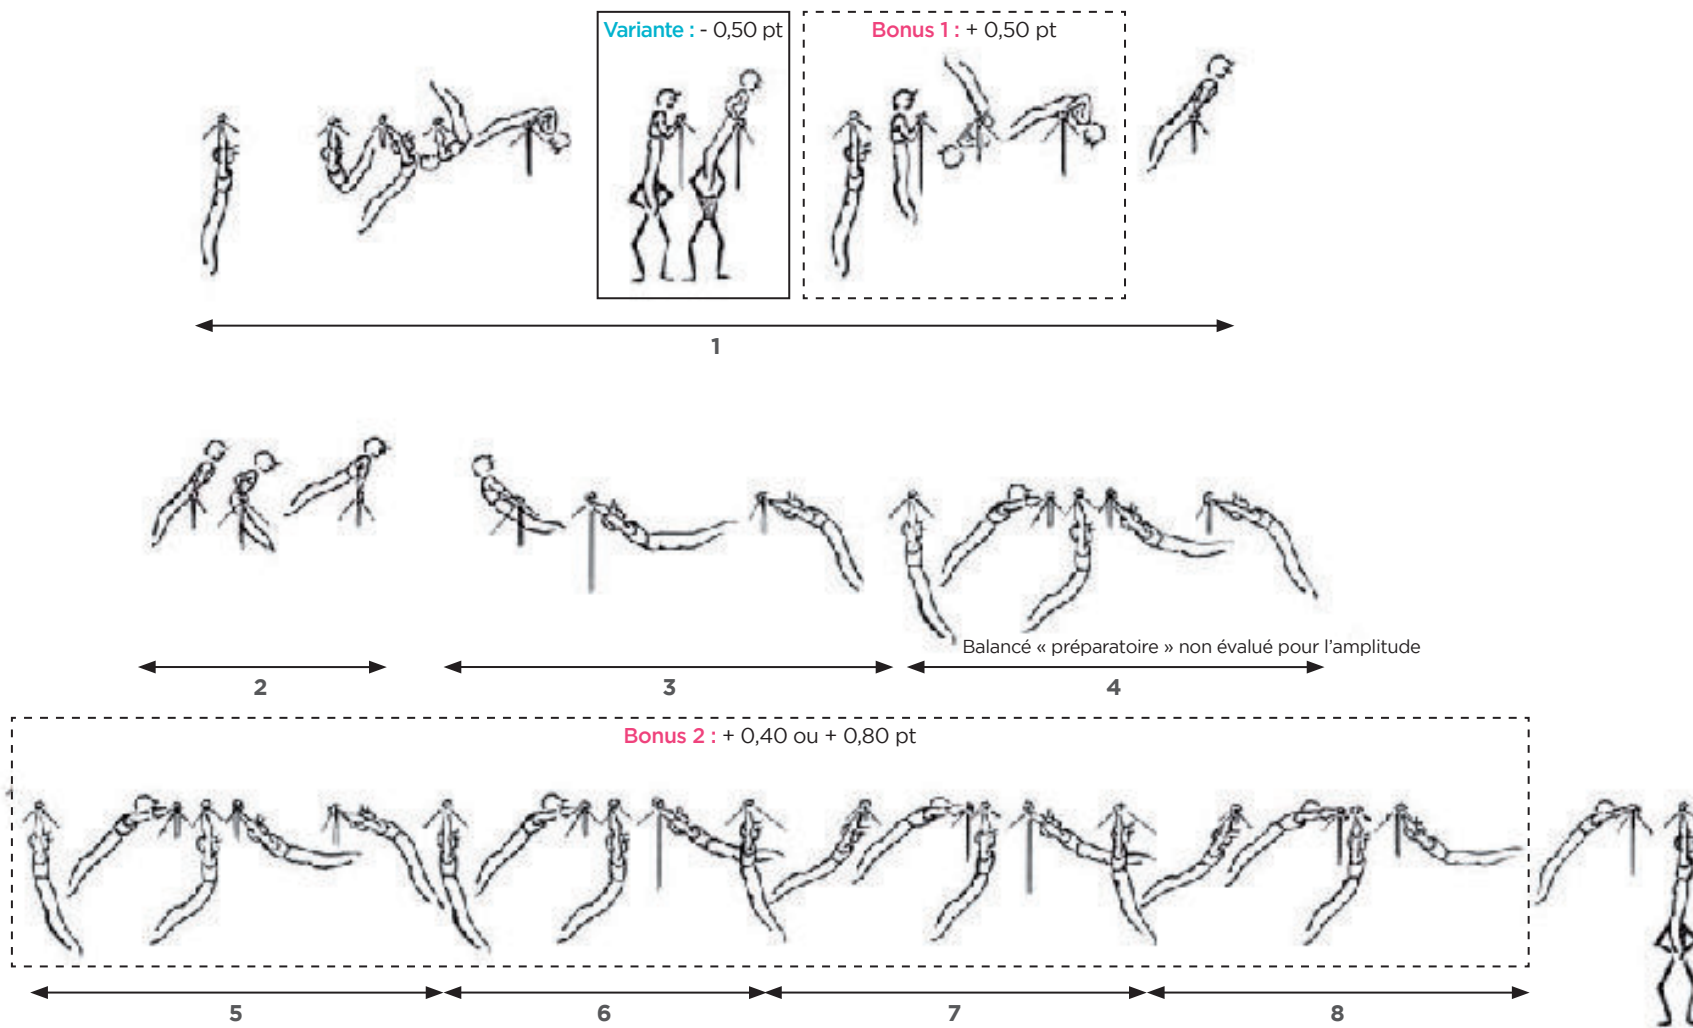 Variante : - 0,50 pt
Bonus 1 : + 0,50 pt
1
2
3
Balancé « préparatoire » non évalué pour l'amplitude
4
Bonus 2 : + 0,40 ou + 0,80 pt
5
6
7
8